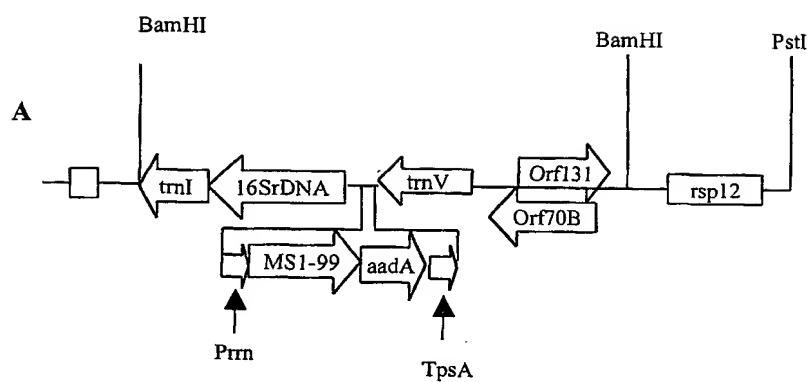 BamHI
BamHI PstI
A
trnI 16SrDNA trnV Orf131 rsp12
Orf70B
MS1-99 aadA
Prrn
TpsA